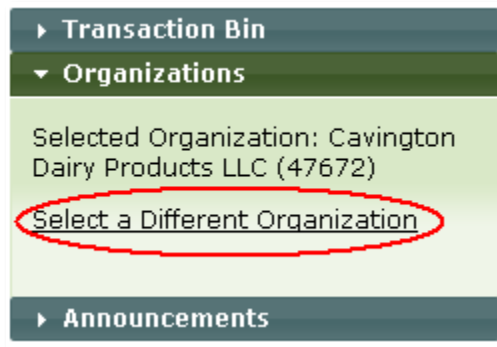 Transaction Bin
Organizations
Selected Organization: Cavington
Dairy Products LLC (47672)
Select a Different Organization
Announcements